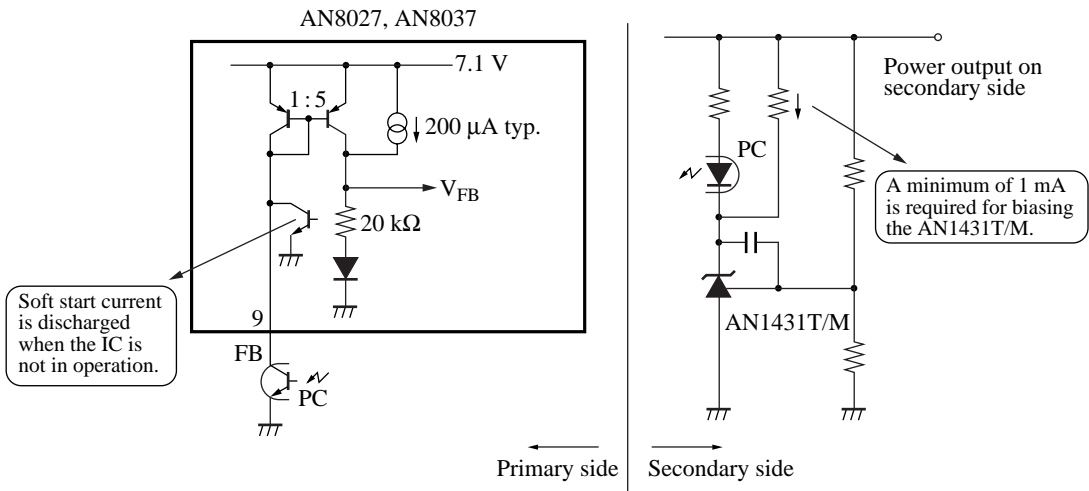 AN8027, AN8037
7.1 V
1 : 5
200 µA typ.
V_FB
20 kΩ
Soft start current
is discharged
when the IC is
not in operation.
9
FB
PC
Primary side
Power output on
secondary side
PC
A minimum of 1 mA
is required for biasing
the AN1431T/M.
AN1431T/M
Secondary side